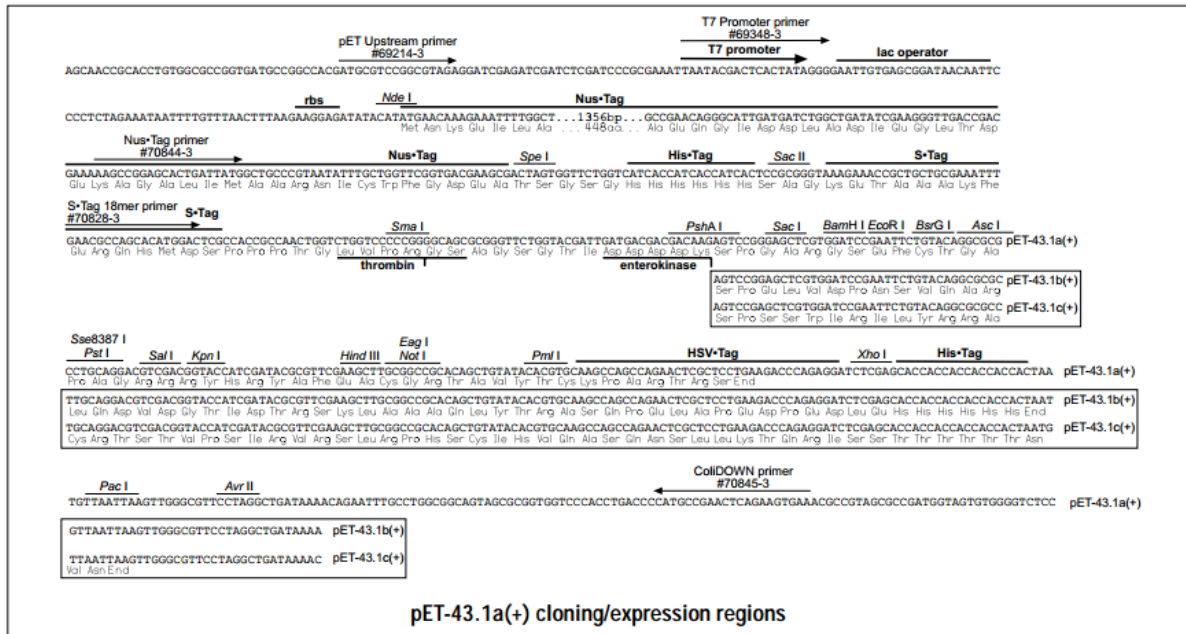 T7 Promoter primer
#69348-3
pET Upstream primer
#69214-3
T7 promoter
lac operator
AGCAACCGCACCTGTGGCGCCGGTGATGCCGGCCACGATGCGTCCGGCGTAGAGGATCGAGATCGATCTCGATCCCGCGAAATTAATACGACTCACTATAGGGGAATTGTGAGCGGATAACAATTC
rbs
Nde I
Nus•Tag
CCCTCTAGAAATAATTTTGTTTAACTTTAAGAAGGAGATATACATATGAACAAAGAAATTTTGGCT...1356bp...GCCGAACAGGGCATTGATGATCTGGCTGATATCGAAGGGTTGACCGAC
Met Asn Lys Glu Ile Leu Ala ...448aa... Ala Glu Gln Gly Ile Asp Asp Leu Ala Asp Ile Glu Gly Leu Thr Asp
Nus•Tag primer
#70844-3
Nus•Tag
Spe I
His•Tag
Sac II
S•Tag
GAAAAAGCCGGAGCACTGATTATGGCTGCCCGTAATATTTGCTGGTTCGGTGACGAAGCGACTAGTGGTTCTGGTCATCACCATCACCATCACTCCGCGGGTAAAGAAACCGCTGCTGCGAAATTT
Glu Lys Ala Gly Ala Leu Ile Met Ala Ala Arg Asn Ile Cys Trp Phe Gly Asp Glu Ala Thr Ser Gly Ser Gly His His His His His His Ser Ala Gly Lys Glu Thr Ala Ala Ala Lys Phe
S•Tag 18mer primer
#70828-3
S•Tag
Sma I
PshA I
Sac I
BamH I
EcoR I
BsrG I
Asc I
GAACGCCAGCACATGGACTCGCCACCGCCAACTGGTCTGGTCCCCCGGGGCAGCGCGGGTTCTGGTACGATTGATGACGACGACAAGAGTCCGGGAGCTCGTGGATCCGAATTCTGTACAGGCGCG pET-43.1a(+)
Glu Arg Gln His Met Asp Ser Pro Pro Pro Thr Gly Leu Val Pro Arg Gly Ser Ala Gly Ser Gly Thr Ile Asp Asp Asp Asp Lys Ser Pro Gly Ala Arg Gly Ser Glu Phe Cys Thr Gly Ala
thrombin
enterokinase
AGTCCGGAGCTCGTGGATCCGAATTCTGTACAGGCGCGC pET-43.1b(+)
Ser Pro Glu Leu Val Asp Pro Asn Ser Val Gln Ala Arg
AGTCCGAGCTCGTGGATCCGAATTCTGTACAGGCGCGCC pET-43.1c(+)
Ser Pro Ser Ser Trp Ile Arg Ile Leu Tyr Arg Arg Ala
Sse8387 I
Pst I
Sal I
Kpn I
Hind III
Eag I
Not I
Pml I
HSV•Tag
Xho I
His•Tag
CCTGCAGGACGTCGACGGTACCATCGATACGCGTTCGAAGCTTGCGGCCGCACAGCTGTATACACGTGCAAGCCAGCCAGAACTCGCTCCTGAAGACCCAGAGGATCTCGAGCACCACCACCACCACCACTAA pET-43.1a(+)
Pro Ala Gly Arg Arg Arg Tyr His Arg Tyr Ala Phe Glu Ala Cys Gly Arg Thr Ala Val Tyr Thr Cys Lys Pro Ala Arg Thr Arg Ser End
TTGCAGGACGTCGACGGTACCATCGATACGCGTTCGAAGCTTGCGGCCGCACAGCTGTATACACGTGCAAGCCAGCCAGAACTCGCTCCTGAAGACCCAGAGGATCTCGAGCACCACCACCACCACCACTAAT pET-43.1b(+)
Leu Gln Asp Val Asp Gly Thr Ile Asp Thr Arg Ser Lys Leu Ala Ala Ala Gln Leu Tyr Thr Arg Ala Ser Gln Pro Glu Leu Ala Pro Glu Asp Pro Glu Asp Leu Glu His His His His His His End
TGCAGGACGTCGACGGTACCATCGATACGCGTTCGAAGCTTGCGGCCGCACAGCTGTATACACGTGCAAGCCAGCCAGAACTCGCTCCTGAAGACCCAGAGGATCTCGAGCACCACCACCACCACCACTAATG pET-43.1c(+)
Cys Arg Thr Ser Thr Val Pro Ser Ile Arg Val Arg Ser Leu Arg Pro His Ser Cys Ile His Val Gln Ala Ser Gln Asn Ser Leu Leu Lys Thr Gln Arg Ile Ser Ser Thr Thr Thr Thr Thr Thr Asn
Pac I
Avr II
ColiDOWN primer
#70845-3
TGTTAATTAAGTTGGGCGTTCCTAGGCTGATAAAACAGAATTTGCCTGGCGGCAGTAGCGCGGTGGTCCCACCTGACCCCATGCCGAACTCAGAAGTGAAACGCCGTAGCGCCGATGGTAGTGTGGGGTCTCC pET-43.1a(+)
GTTAATTAAGTTGGGCGTTCCTAGGCTGATAAAA pET-43.1b(+)
TTAATTAAGTTGGGCGTTCCTAGGCTGATAAAAC pET-43.1c(+)
Val Asn End
pET-43.1a(+) cloning/expression regions